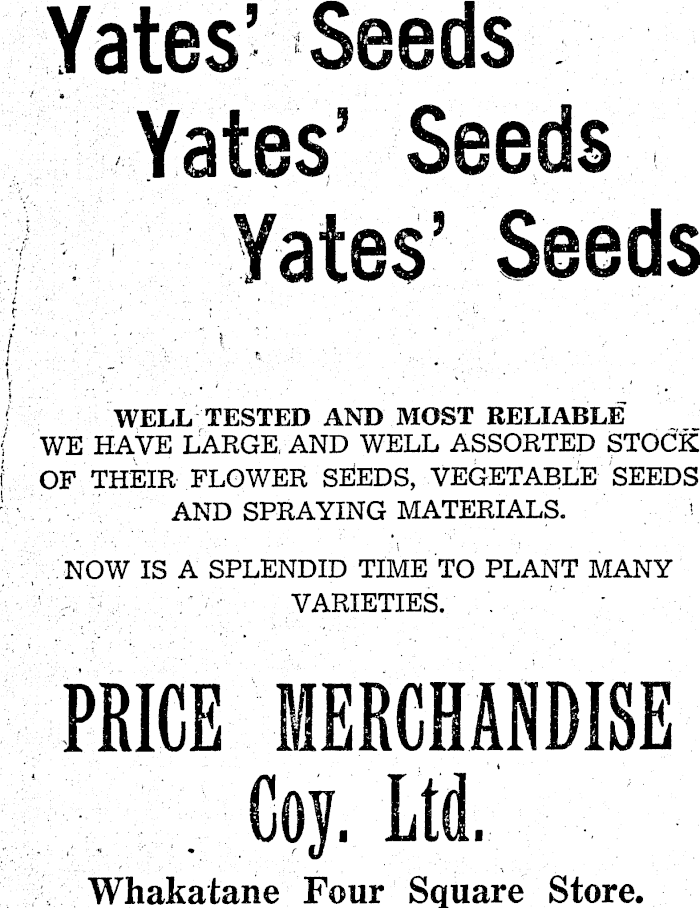 Yates' Seeds
Yates' Seeds
Yates' Seeds
WELL TESTED AND MOST RELIABLE
WE HAVE LARGE AND WELL ASSORTED STOCK
OF THEIR FLOWER SEEDS, VEGETABLE SEEDS
AND SPRAYING MATERIALS.
NOW IS A SPLENDID TIME TO PLANT MANY
VARIETIES.
PRICE MERCHANDISE
Coy. Ltd.
Whakatane Four Square Store.